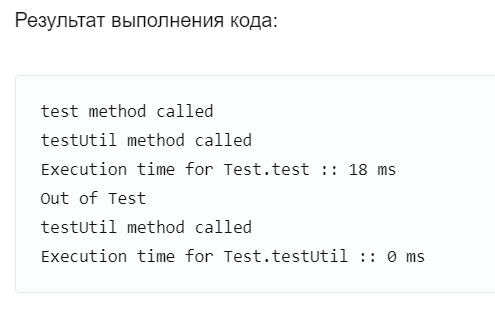 Результат выполнения кода:
test method called
testUtil method called
Execution time for Test.test :: 18 ms
Out of Test
testUtil method called
Execution time for Test.testUtil :: 0 ms